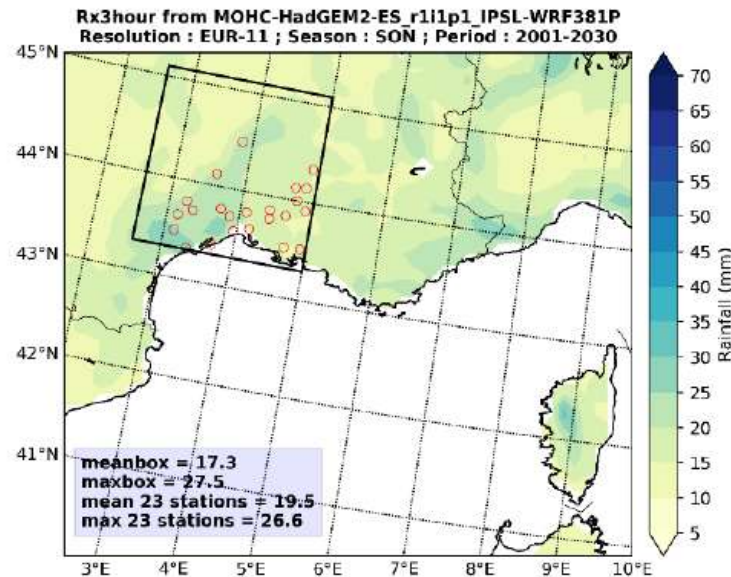 Rx3hour from MOHC-HadGEM2-ES_r1i1p1_IPSL-WRF381P
Resolution : EUR-11 ; Season : SON ; Period : 2001-2030
45°N
44°N
43°N
42°N
41°N
meanbox = 17.3
maxbox = 27.5
mean 23 stations = 19.5
max 23 stations = 26.6
3°E 4°E 5°E 6°E 7°E 8°E 9°E 10°E
70
65
60
55
50
45
40
35
30
25
20
15
10
5
Rainfall (mm)